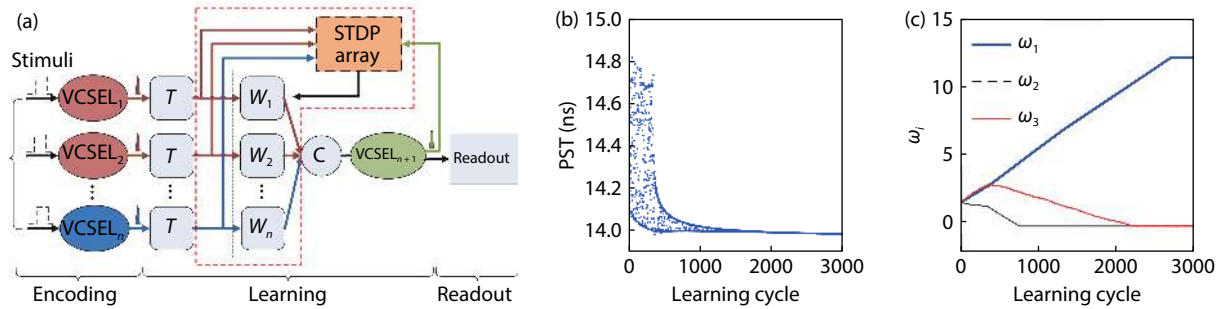 (a)
Stimuli
STDP
array
VCSEL₁
T
W₁
VCSEL₂
T
W₂
C
VCSELₙ₊₁
Readout
VCSELₙ
T
Wₙ
Encoding
Learning
Readout
(b)
15.0
14.8
14.6
14.4
14.2
14.0
PST (ns)
0
1000
2000
3000
Learning cycle
(c)
15
10
5
0
ωᵢ
ω₁
ω₂
ω₃
0
1000
2000
3000
Learning cycle